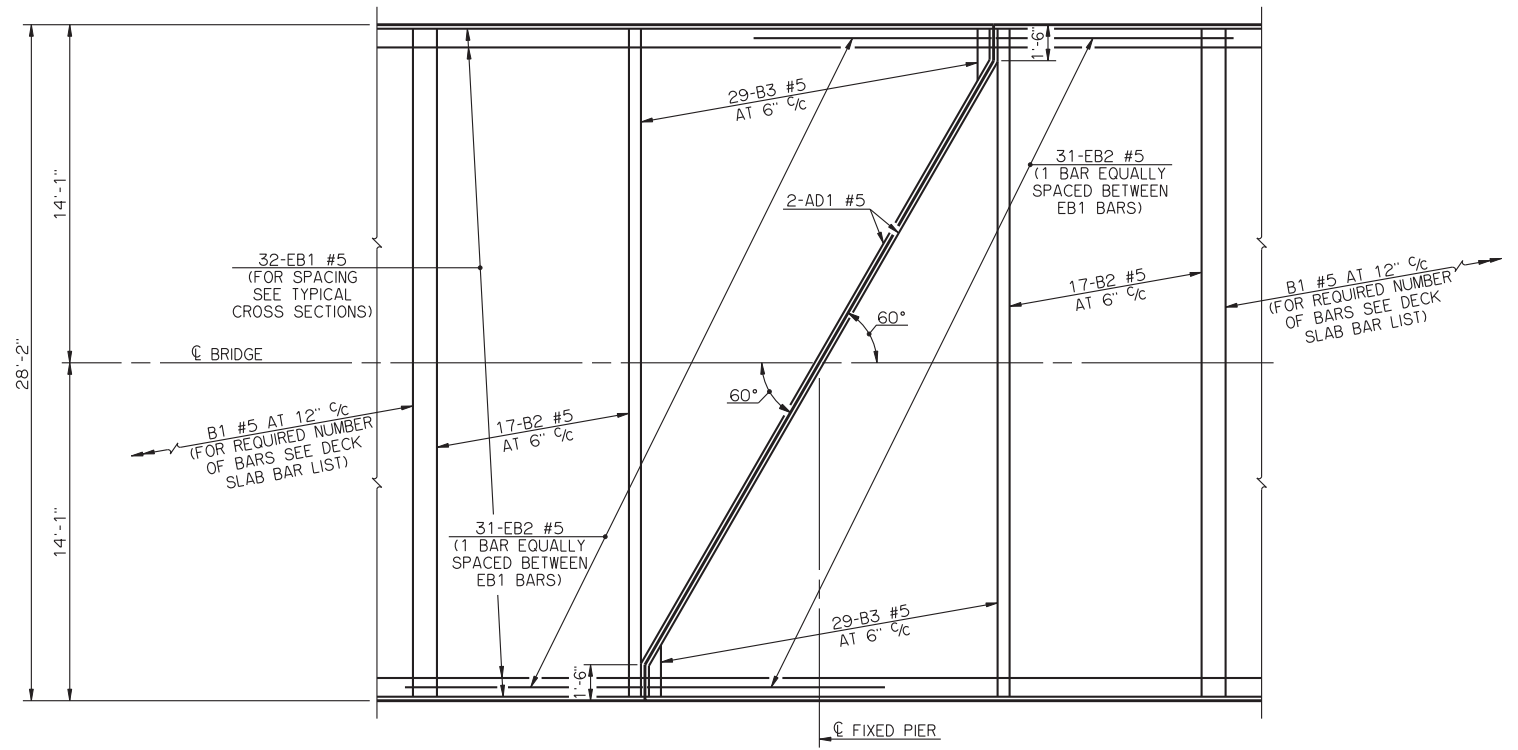 1'-6"
29-B3 #5
AT 6" C/C
14'-1"
31-EB2 #5
(1 BAR EQUALLY
SPACED BETWEEN
EB1 BARS)
2-AD1 #5
32-EB1 #5
(FOR SPACING
SEE TYPICAL
CROSS SECTIONS)
17-B2 #5
AT 6" C/C
B1 #5 AT 12" C/C
(FOR REQUIRED NUMBER
OF BARS SEE DECK
SLAB BAR LIST)
60°
28'-2"
℄ BRIDGE
60°
B1 #5 AT 12" C/C
(FOR REQUIRED NUMBER
OF BARS SEE DECK
SLAB BAR LIST)
17-B2 #5
AT 6" C/C
14'-1"
31-EB2 #5
(1 BAR EQUALLY
SPACED BETWEEN
EB1 BARS)
29-B3 #5
AT 6" C/C
1'-6"
℄ FIXED PIER